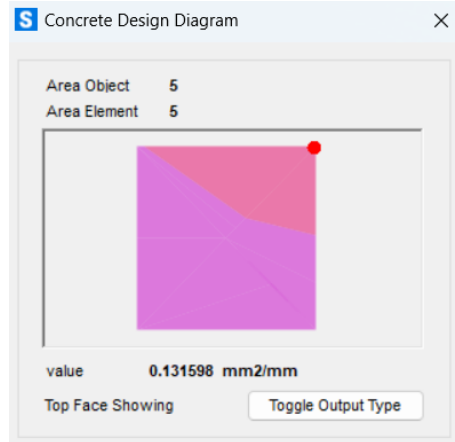 S Concrete Design Diagram
Area Object 5
Area Element 5
value 0.131598 mm2/mm
Top Face Showing Toggle Output Type